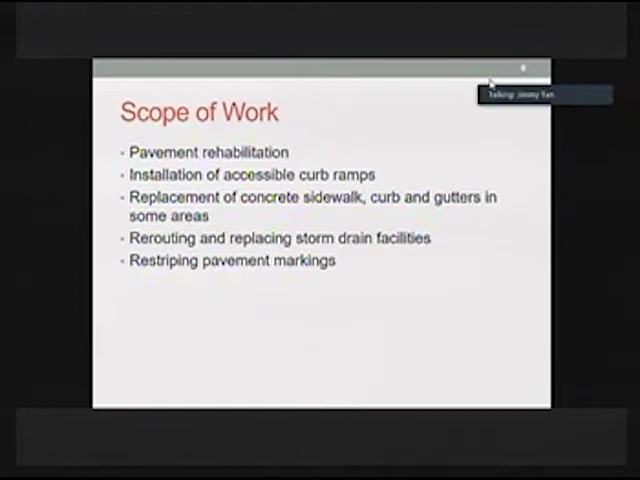 Talking: Jimmy Tan
Scope of Work
· Pavement rehabilitation
· Installation of accessible curb ramps
· Replacement of concrete sidewalk, curb and gutters in
some areas
· Rerouting and replacing storm drain facilities
· Restriping pavement markings